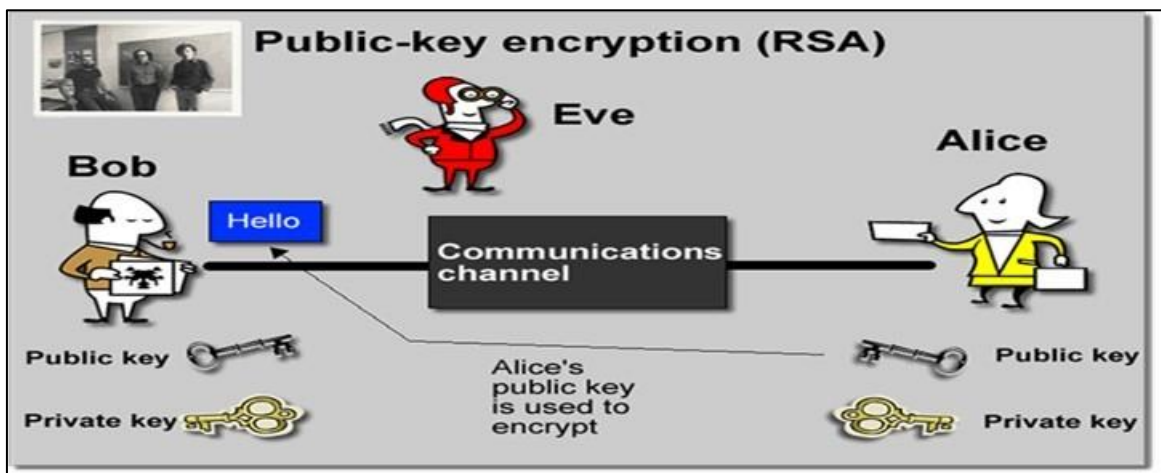 Public-key encryption (RSA)
Eve
Alice
Bob
Hello
Communications
channel
Public key
Private key
Alice's
public key
is used to
encrypt
Public key
Private key